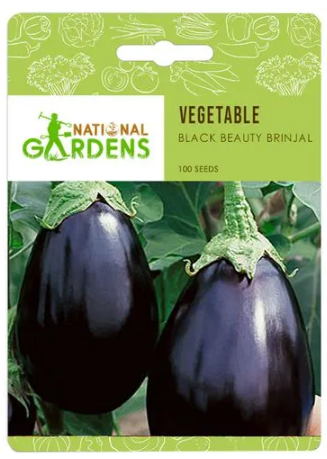 NATIONAL
GARDENS
VEGETABLE
BLACK BEAUTY BRINJAL
100 SEEDS